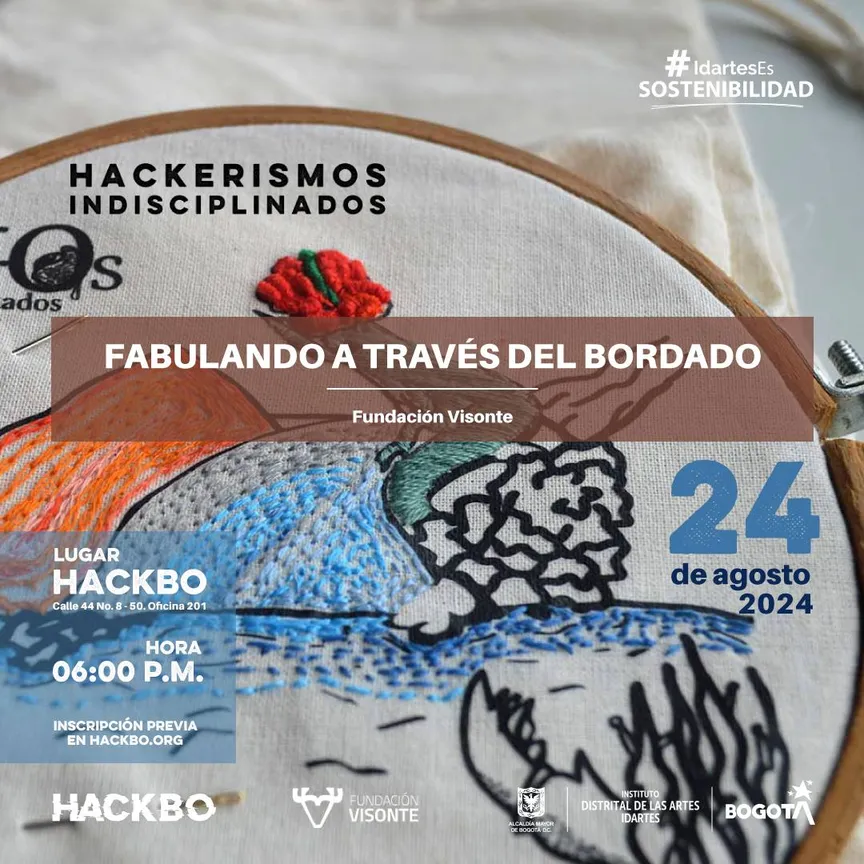 #IdartesEs
SOSTENIBILIDAD
HACKERISMOS
INDISCIPLINADOS
Os
ados
FABULANDO A TRAVÉS DEL BORDADO
Fundación Visonte
24
de agosto
2024
LUGAR
HACKBO
Calle 44 No. 8 - 50. Oficina 201
HORA
06:00 P.M.
INSCRIPCIÓN PREVIA
EN HACKBO.ORG
HACKBO
FUNDACIÓN
VISONTE
ALCALDÍA MAYOR
DE BOGOTÁ D.C.
INSTITUTO
DISTRITAL DE LAS ARTES
IDARTES
BOGOTÁ